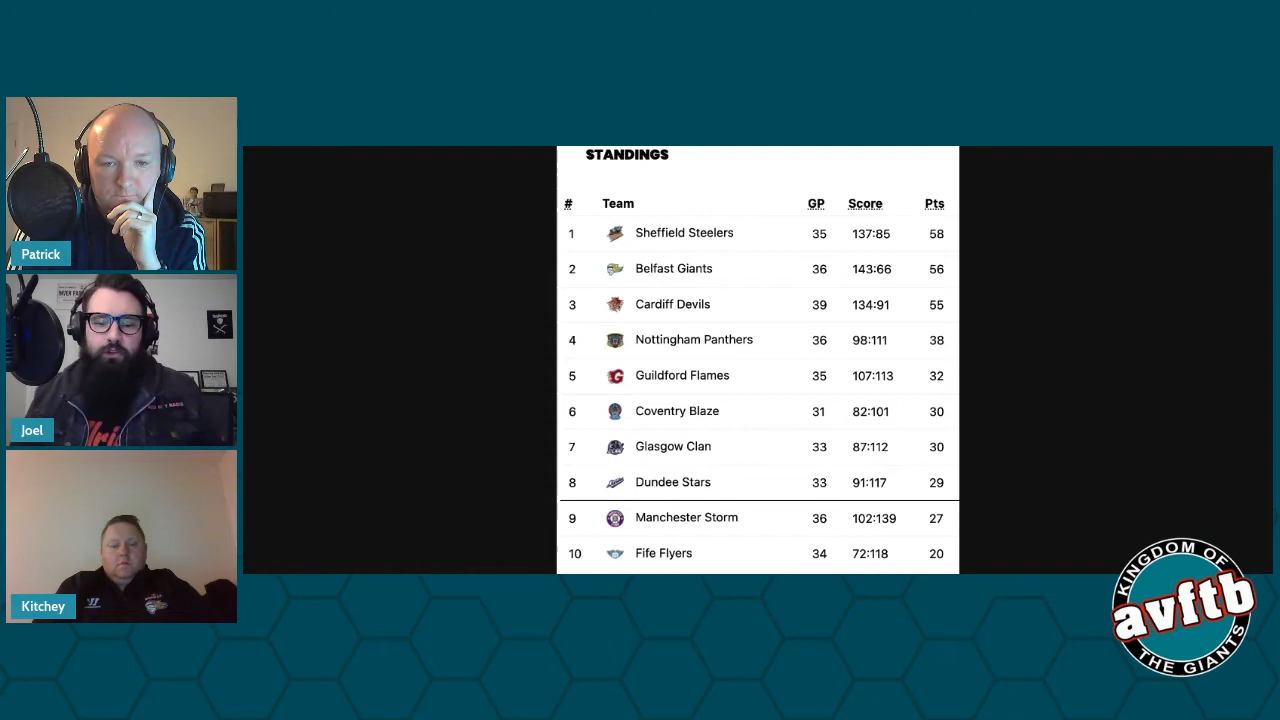 STANDINGS
# Team GP Score Pts
1 Sheffield Steelers 35 137:85 58
2 Belfast Giants 36 143:66 56
3 Cardiff Devils 39 134:91 55
4 Nottingham Panthers 36 98:111 38
5 Guildford Flames 35 107:113 32
6 Coventry Blaze 31 82:101 30
7 Glasgow Clan 33 87:112 30
8 Dundee Stars 33 91:117 29
9 Manchester Storm 36 102:139 27
10 Fife Flyers 34 72:118 20
Patrick
Joel
Kitchey
KINGDOM OF
avftb
THE GIANTS